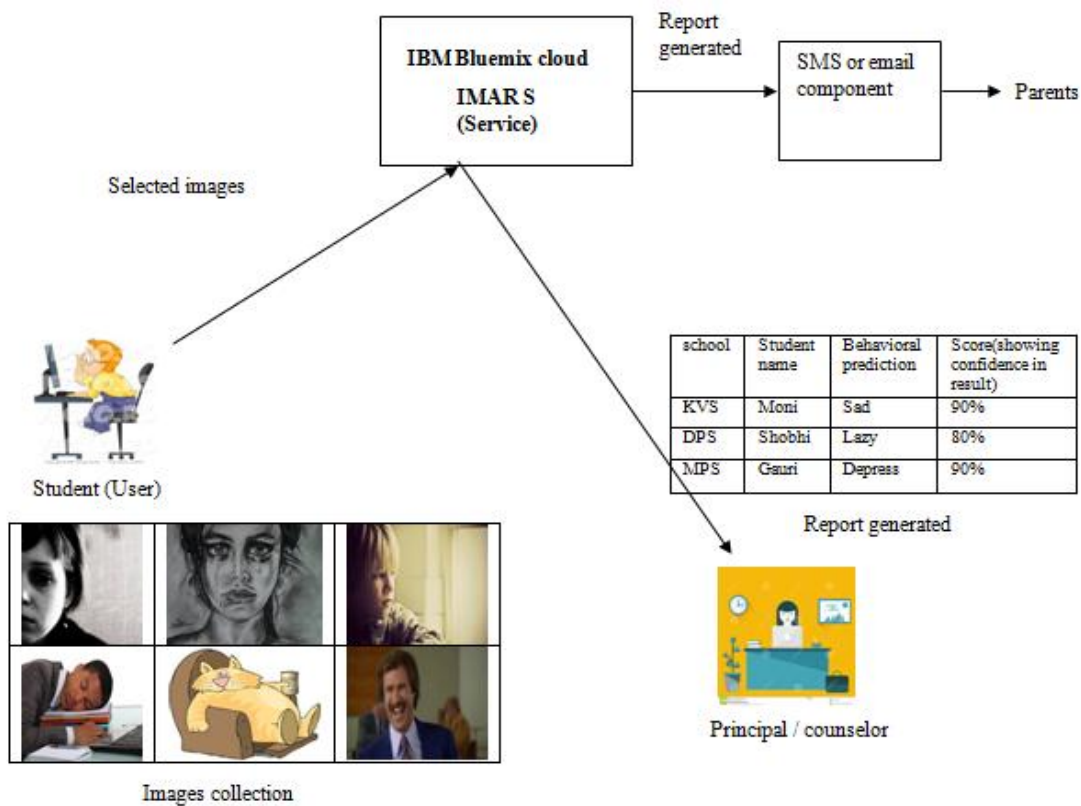 Report
generated
IBM Bluemix cloud
IMAR S
(Service)
SMS or email
component
Parents
Selected images
Student (User)
school Student name Behavioral prediction Score(showing confidence in result)
KVS Moni Sad 90%
DPS Shobhi Lazy 80%
MPS Gauri Depress 90%
Report generated
Principal / counselor
Images collection